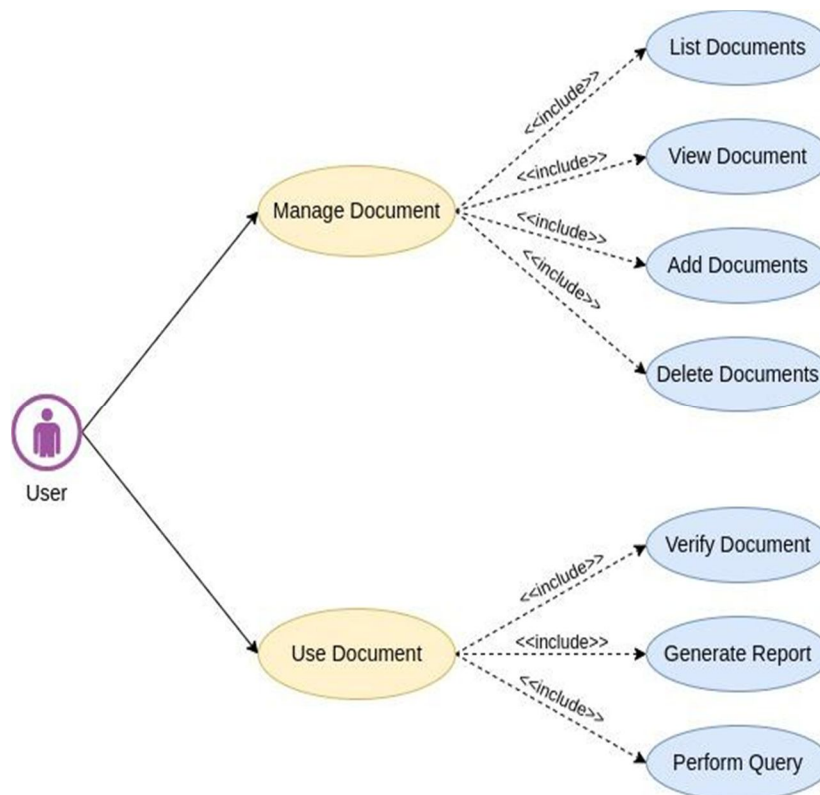 List Documents
<<include>>
View Document
<<include>>
Manage Document
<<include>>
Add Documents
<<include>>
Delete Documents
User
Verify Document
<<include>>
Use Document
<<include>>
Generate Report
<<include>>
Perform Query